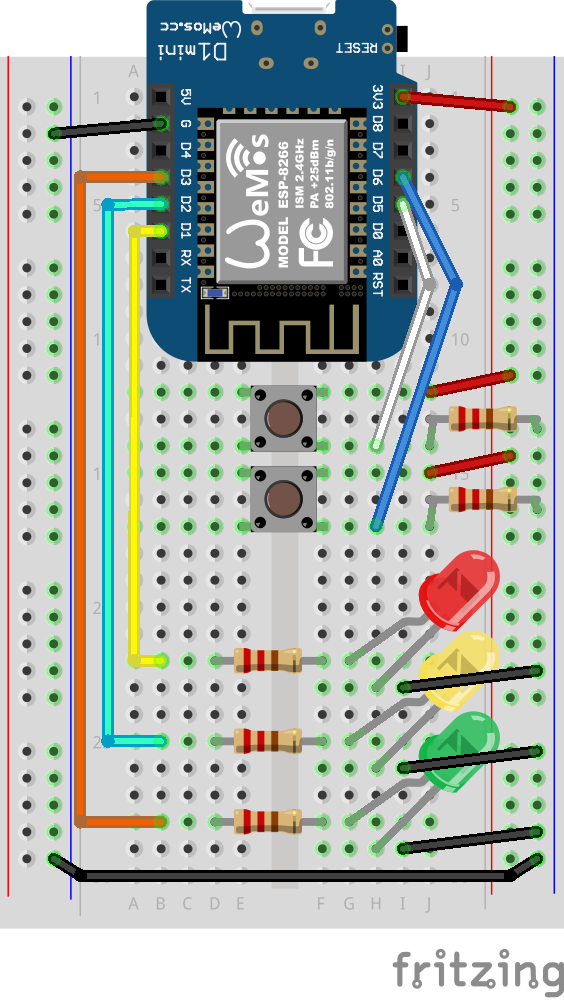 WeMos.cc
D1mini
RESET
A
I
J
1
5V
G
D4
D3
D2
D1
RX
TX
3V3
D8
D7
D6
D5
D0
A0
RST
WeMos
MODEL ESP-8266
ISM 2.4GHz
PA +25dBm
802.11b/g/n
FC
5
5
1
10
1
15
2
2
A B C D E F G H I J
fritzing